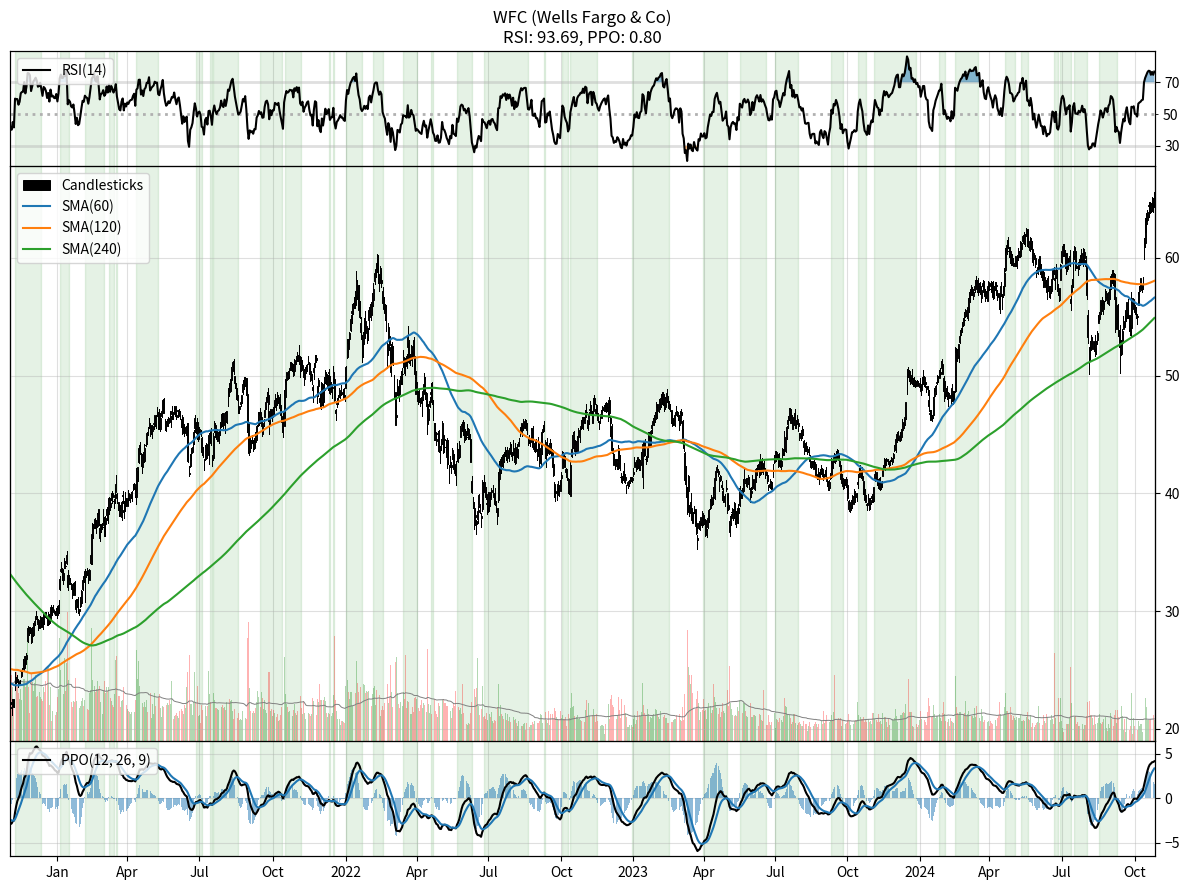 WFC (Wells Fargo & Co)
RSI: 93.69, PPO: 0.80
RSI(14)
70
50
30
Candlesticks
SMA(60)
SMA(120)
SMA(240)
60
50
40
30
20
PPO(12, 26, 9)
5
0
−5
Jan Apr Jul Oct 2022 Apr Jul Oct 2023 Apr Jul Oct 2024 Apr Jul Oct